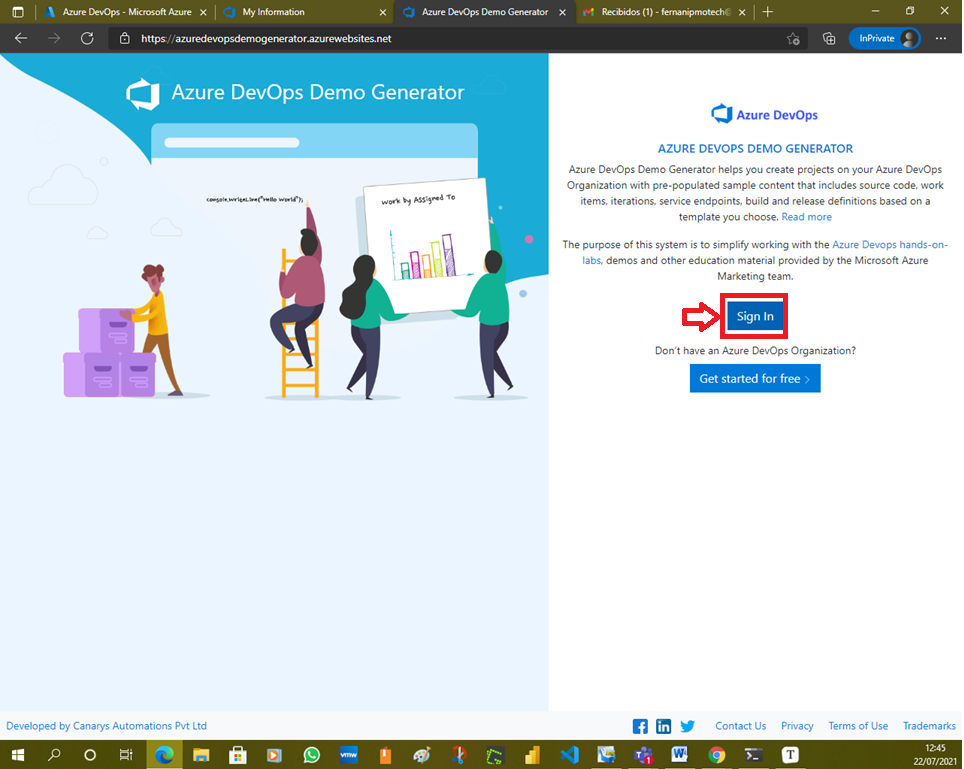 Azure DevOps - Microsoft Azure
My Information
Azure DevOps Demo Generator
Recibidos (1) - fernanipmotech@
https://azuredevopsdemogenerator.azurewebsites.net
InPrivate
Azure DevOps Demo Generator
console.WriteLine("Hello World");
Work by Assigned To
Azure DevOps
AZURE DEVOPS DEMO GENERATOR
Azure DevOps Demo Generator helps you create projects on your Azure DevOps
Organization with pre-populated sample content that includes source code, work
items, iterations, service endpoints, build and release definitions based on a
template you choose. Read more
The purpose of this system is to simplify working with the Azure Devops hands-on-
labs, demos and other education material provided by the Microsoft Azure
Marketing team.
Sign In
Don't have an Azure DevOps Organization?
Get started for free >
Developed by Canarys Automations Pvt Ltd
Contact Us
Privacy
Terms of Use
Trademarks
vmw
1
W
T
12:45
22/07/2021